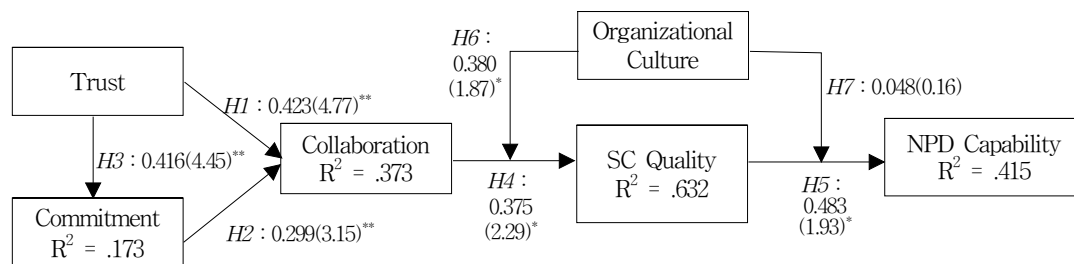 Trust
H1 : 0.423(4.77)**
H3 : 0.416(4.45)**
Commitment
R² = .173
H2 : 0.299(3.15)**
Collaboration
R² = .373
H6 :
0.380
(1.87)*
Organizational
Culture
H4 :
0.375
(2.29)*
SC Quality
R² = .632
H7 : 0.048(0.16)
H5 :
0.483
(1.93)*
NPD Capability
R² = .415